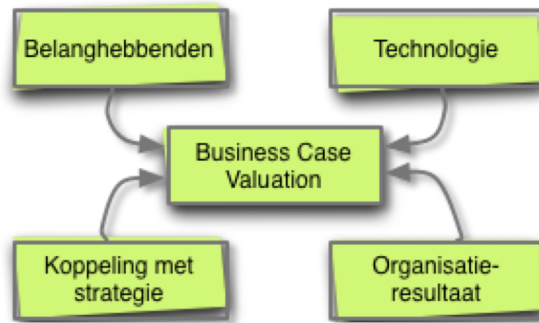 Belanghebbenden
Technologie
Business Case
Valuation
Koppeling met
strategie
Organisatie-
resultaat